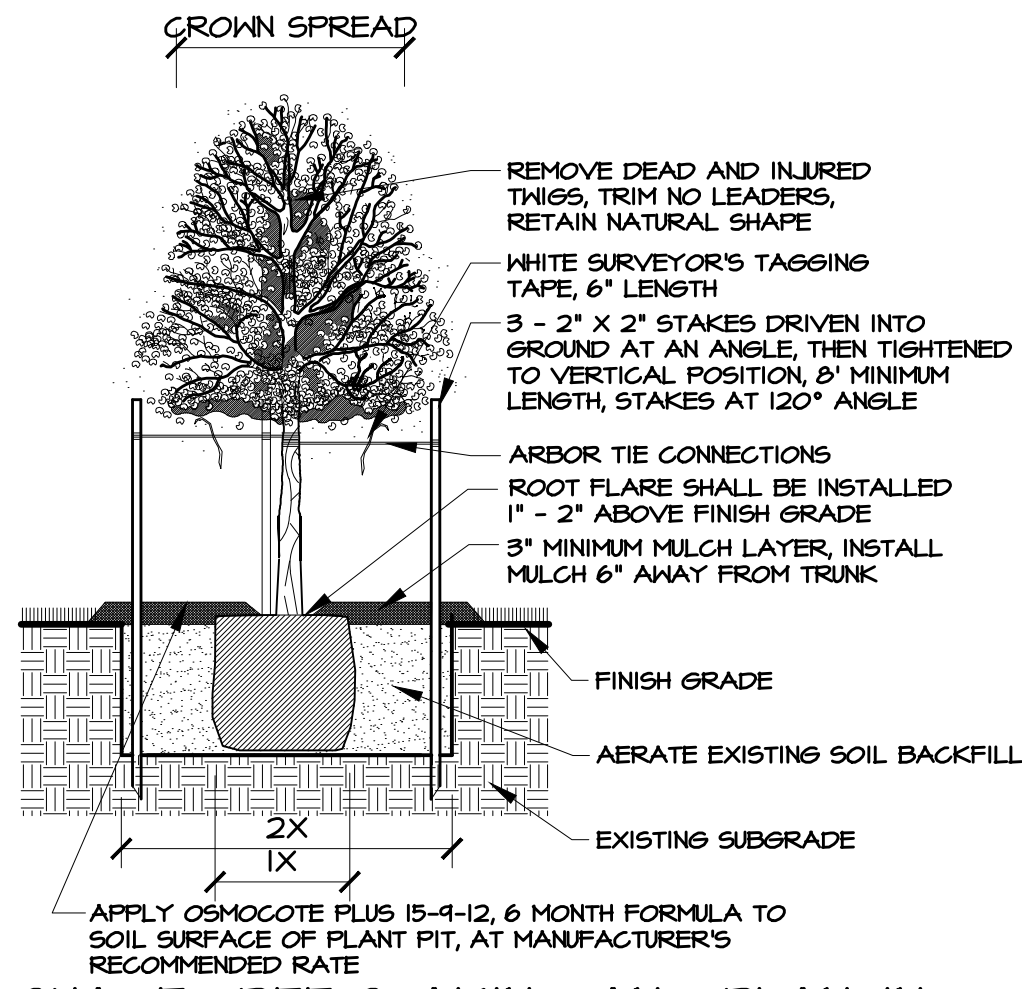 CROWN SPREAD
REMOVE DEAD AND INJURED
TWIGS, TRIM NO LEADERS,
RETAIN NATURAL SHAPE
WHITE SURVEYOR'S TAGGING
TAPE, 6" LENGTH
3 - 2" X 2" STAKES DRIVEN INTO
GROUND AT AN ANGLE, THEN TIGHTENED
TO VERTICAL POSITION, 8' MINIMUM
LENGTH, STAKES AT 120° ANGLE
ARBOR TIE CONNECTIONS
ROOT FLARE SHALL BE INSTALLED
1" - 2" ABOVE FINISH GRADE
3" MINIMUM MULCH LAYER, INSTALL
MULCH 6" AWAY FROM TRUNK
FINISH GRADE
AERATE EXISTING SOIL BACKFILL
EXISTING SUBGRADE
2X
1X
APPLY OSMOCOTE PLUS 15-9-12, 6 MONTH FORMULA TO
SOIL SURFACE OF PLANT PIT, AT MANUFACTURER'S
RECOMMENDED RATE